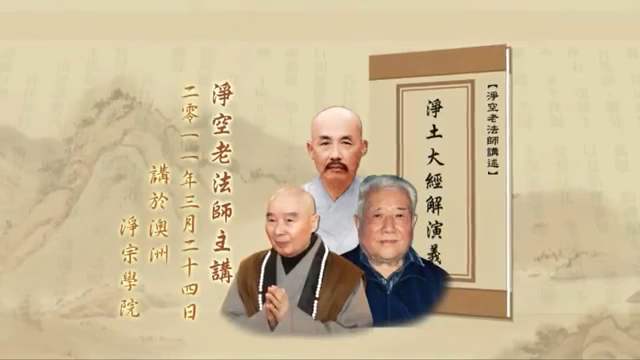 【淨空老法師講述】
淨土大經解演義
淨空老法師主講
二零一一年三月二十四日
講於澳洲
淨宗學院